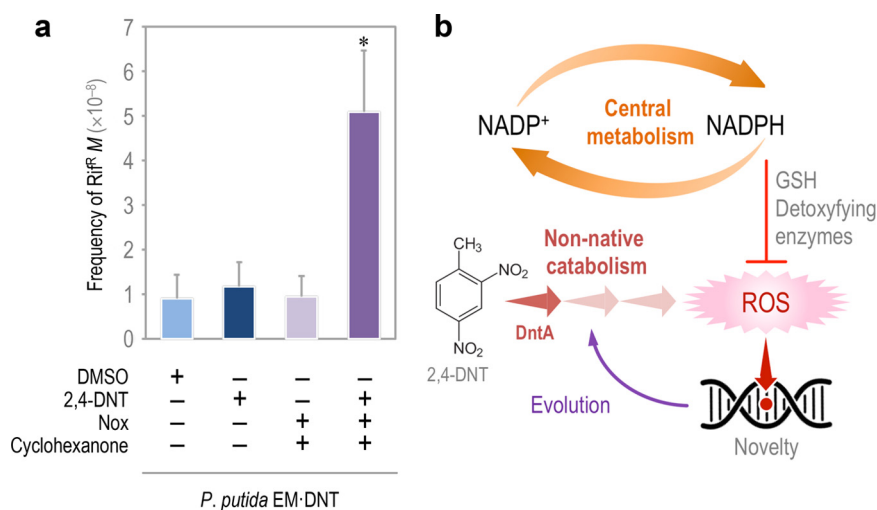 a
Frequency of Rifᴿ M (×10⁻⁸)
7
6
5
4
3
2
1
0
*
DMSO + – – –
2,4-DNT – + – +
Nox – – + +
Cyclohexanone – – + +
P. putida EM·DNT
b
NADP⁺
Central
metabolism
NADPH
GSH
Detoxyfying
enzymes
Non-native
catabolism
CH₃
NO₂
NO₂
2,4-DNT
DntA
ROS
Evolution
Novelty